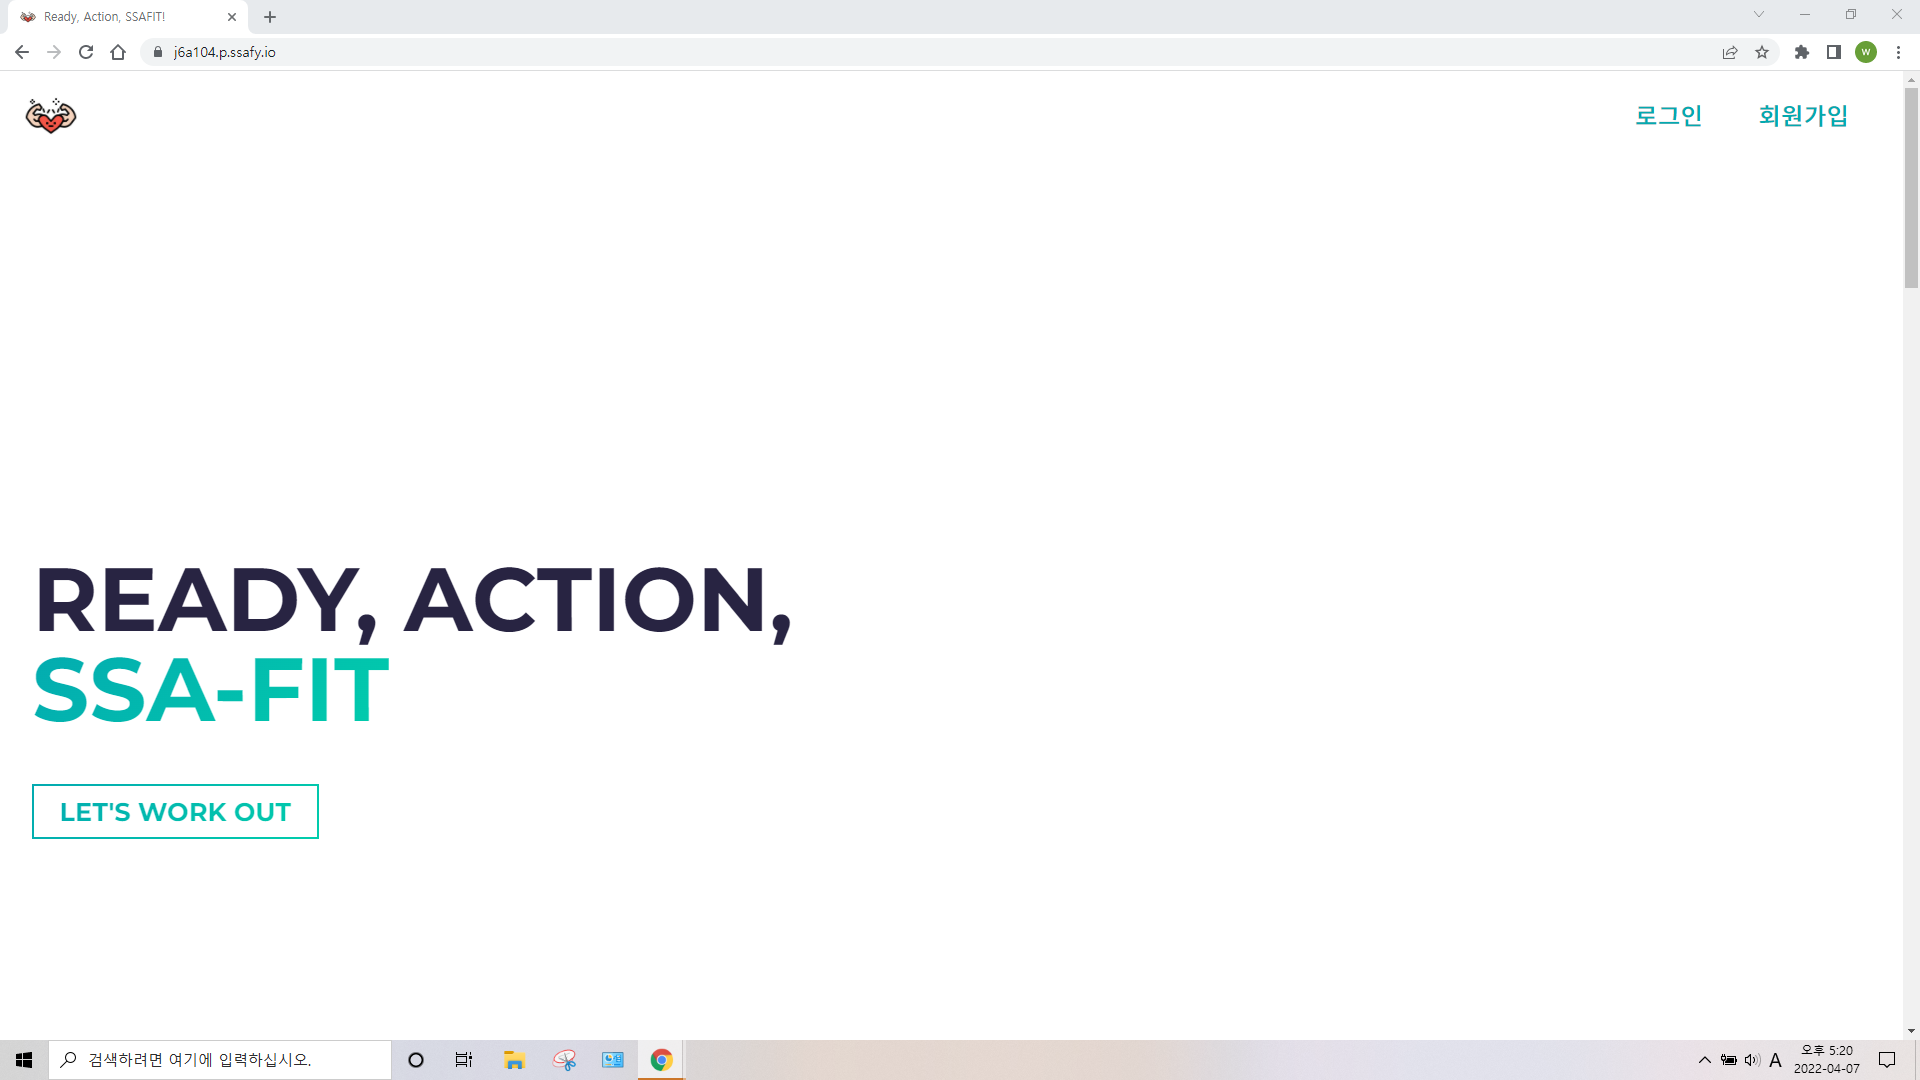 Ready, Action, SSAFIT!
j6a104.p.ssafy.io
W
로그인 회원가입
READY, ACTION,
SSA-FIT
LET'S WORK OUT
검색하려면 여기에 입력하십시오.
A
오후 5:20
2022-04-07